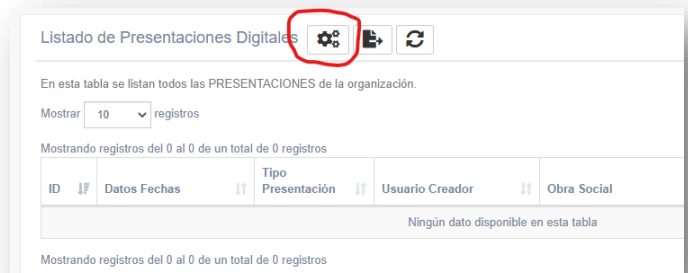 Listado de Presentaciones Digitales
En esta tabla se listan todos las PRESENTACIONES de la organización.
Mostrar 10 registros
Mostrando registros del 0 al 0 de un total de 0 registros
ID Datos Fechas Tipo Presentación Usuario Creador Obra Social
Ningún dato disponible en esta tabla
Mostrando registros del 0 al 0 de un total de 0 registros